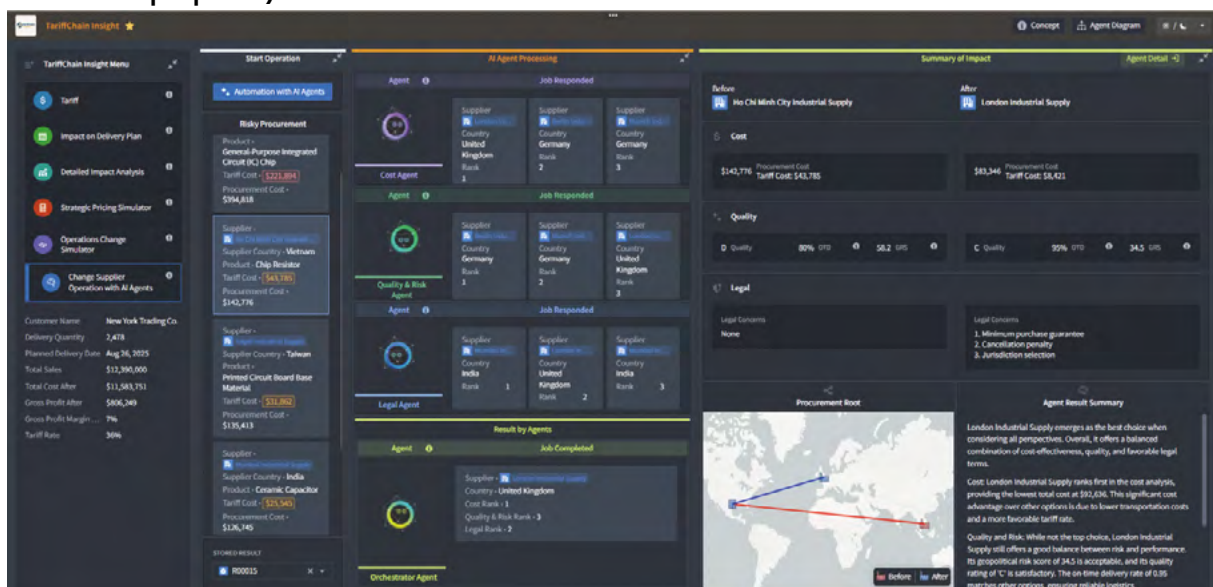 TariffChain Insight
Concept
Agent Diagram
TariffChain Insight Menu
Tariff
Impact on Delivery Plan
Detailed Impact Analysis
Strategic Pricing Simulator
Operations Change
Simulator
Change Supplier
Operation with AI Agents
Customer Name New York Trading Co.
Delivery Quantity 2,478
Planned Delivery Date Aug 26, 2025
Total Sales $12,390,000
Total Cost After $11,583,751
Gross Profit After $806,249
Gross Profit Margin ... 7%
Tariff Rate 36%
Start Operation
Automation with AI Agents
Risky Procurement
Product -
General-Purpose Integrated
Circuit (IC) Chip
Tariff Cost - $221,894
Procurement Cost -
$394,818
Supplier -
Supplier Country - Vietnam
Product - Chip Resistor
Tariff Cost - $43,785
Procurement Cost -
$142,776
Supplier -
Supplier Country - Taiwan
Product -
Printed Circuit Board Base
Material
Tariff Cost - $31,862
Procurement Cost -
$135,413
Supplier -
Supplier Country - India
Product - Ceramic Capacitor
Tariff Cost - $25,545
Procurement Cost -
$126,745
STORED RESULT
R00015
AI Agent Processing
Agent Job Responded
Cost Agent
Supplier
Country
United
Kingdom
Rank
1
Supplier
Country
Germany
Rank
2
Supplier
Country
Germany
Rank
3
Agent Job Responded
Quality & Risk
Agent
Supplier
Country
Germany
Rank
1
Supplier
Country
Germany
Rank
2
Supplier
Country
United
Kingdom
Rank
3
Agent Job Responded
Legal Agent
Supplier
Country
India
Rank 1
Supplier
Country
United
Kingdom
Rank 2
Supplier
Country
India
Rank 3
Result by Agents
Agent Job Completed
Orchestrator Agent
Supplier - London Industrial Supply
Country - United Kingdom
Cost Rank - 1
Quality & Risk Rank - 3
Legal Rank - 2
Summary of Impact
Agent Detail
Before
Ho Chi Minh City Industrial Supply
After
London Industrial Supply
Cost
$142,776 Procurement Cost
Tariff Cost: $43,785
$83,346 Procurement Cost
Tariff Cost: $8,421
Quality
D Quality 80% OTD 58.2 GRS
C Quality 95% OTD 34.5 GRS
Legal
Legal Concerns
None
Legal Concerns
1. Minimum purchase guarantee
2. Cancellation penalty
3. Jurisdiction selection
Procurement Root
Before After
Agent Result Summary
London Industrial Supply emerges as the best choice when
considering all perspectives. Overall, it offers a balanced
combination of cost-effectiveness, quality, and favorable legal
terms.
Cost: London Industrial Supply ranks first in the cost analysis,
providing the lowest total cost at $92,636. This significant cost
advantage over other options is due to lower transportation costs
and a more favorable tariff rate.
Quality and Risk: While not the top choice, London Industrial
Supply still offers a good balance between risk and performance.
Its geopolitical risk score of 34.5 is acceptable, and its quality
rating of 'C' is satisfactory. The on-time delivery rate of 0.95
matches other options, ensuring reliable logistics.